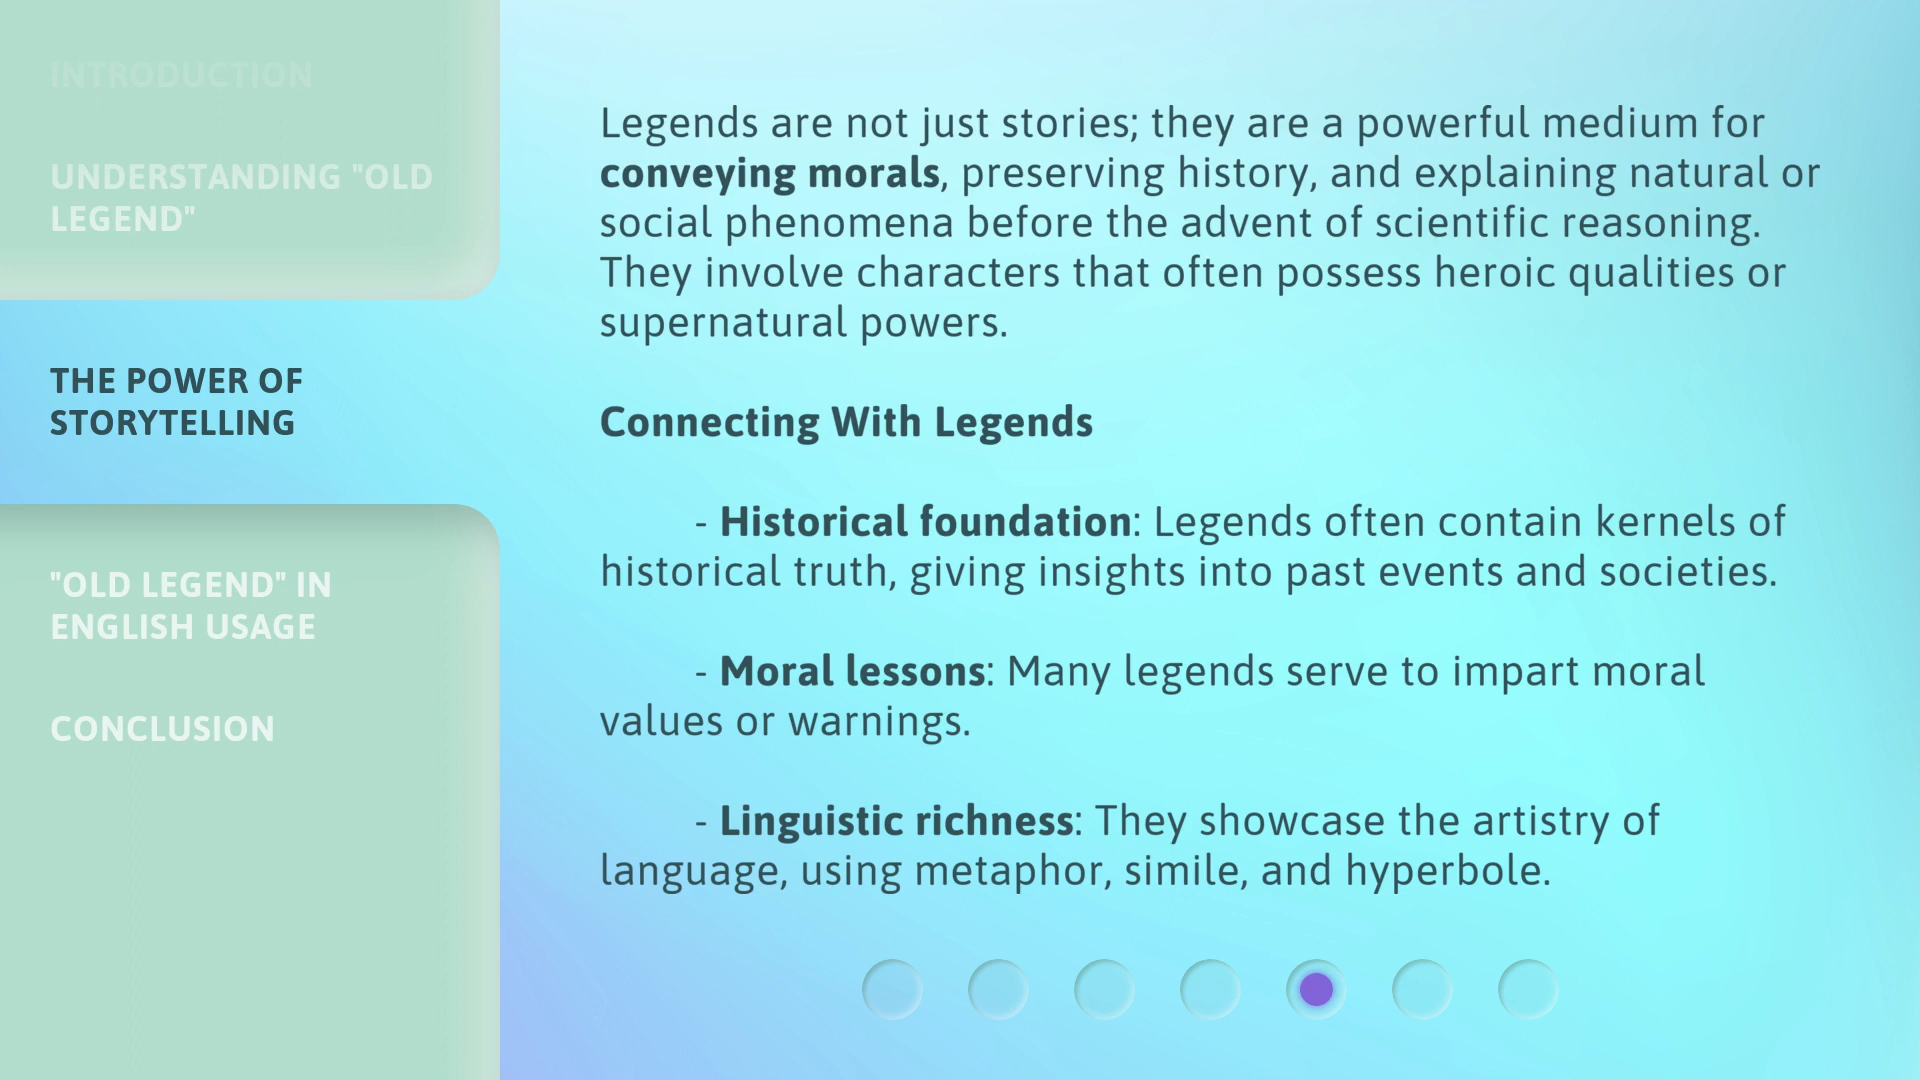 INTRODUCTION
UNDERSTANDING "OLD
LEGEND"
THE POWER OF
STORYTELLING
"OLD LEGEND" IN
ENGLISH USAGE
CONCLUSION
Legends are not just stories; they are a powerful medium for
conveying morals, preserving history, and explaining natural or
social phenomena before the advent of scientific reasoning.
They involve characters that often possess heroic qualities or
supernatural powers.
Connecting With Legends
- Historical foundation: Legends often contain kernels of
historical truth, giving insights into past events and societies.
- Moral lessons: Many legends serve to impart moral
values or warnings.
- Linguistic richness: They showcase the artistry of
language, using metaphor, simile, and hyperbole.